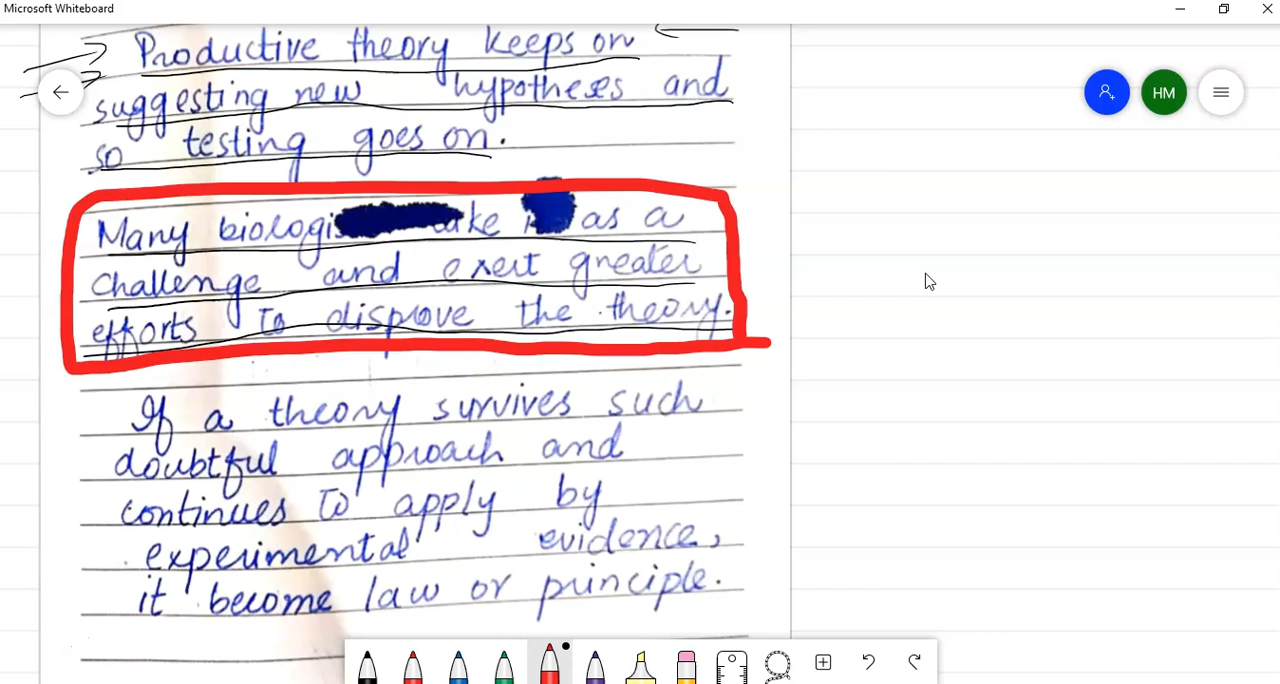 Microsoft Whiteboard
Productive theory keeps on
suggesting new hypotheses and
so testing goes on.
HM
Many as a
challenge and exert greater
efforts to disprove the theory.
If a theory survives such
doubtful approach and
continues to apply by
experimental evidence,
it become law or principle.